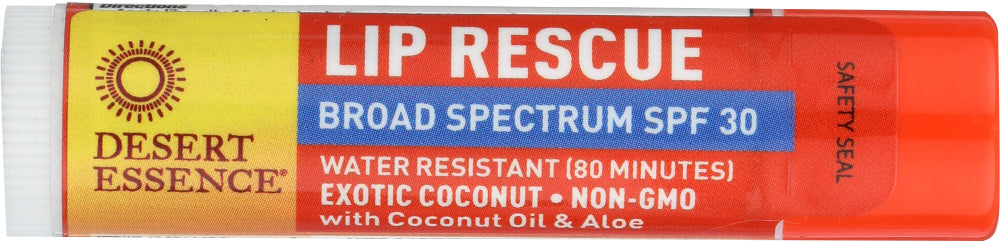 Directions
DESERT
ESSENCE®
LIP RESCUE
BROAD SPECTRUM SPF 30
WATER RESISTANT (80 MINUTES)
EXOTIC COCONUT • NON-GMO
with Coconut Oil & Aloe
SAFETY SEAL